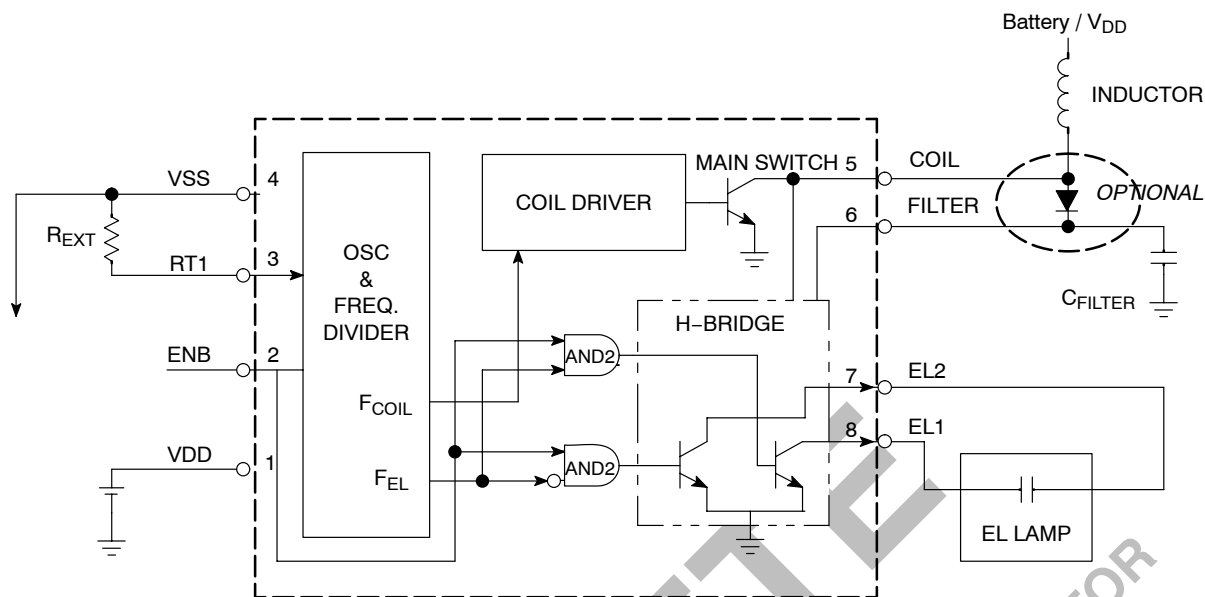 Battery / VDD
INDUCTOR
MAIN SWITCH
5
COIL
VSS
4
COIL DRIVER
OPTIONAL
6
FILTER
REXT
OSC
&
FREQ.
DIVIDER
RT1
3
CFILTER
H−BRIDGE
ENB
2
AND2
7
EL2
FCOIL
8
EL1
VDD
1
AND2
FEL
EL LAMP